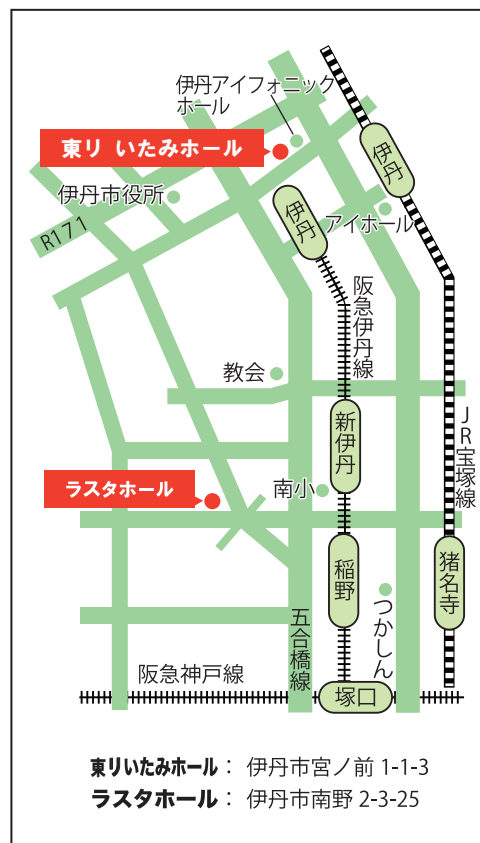 伊丹アイフォニック
ホール
東リ いたみホール
伊丹
伊丹市役所
伊丹
アイホール
R171
阪急伊丹線
教会
新伊丹
JR宝塚線
ラスタホール
南小
稲野
猪名寺
つかしん
五合橋線
阪急神戸線
塚口
東リいたみホール： 伊丹市宮ノ前 1-1-3
ラスタホール： 伊丹市南野 2-3-25